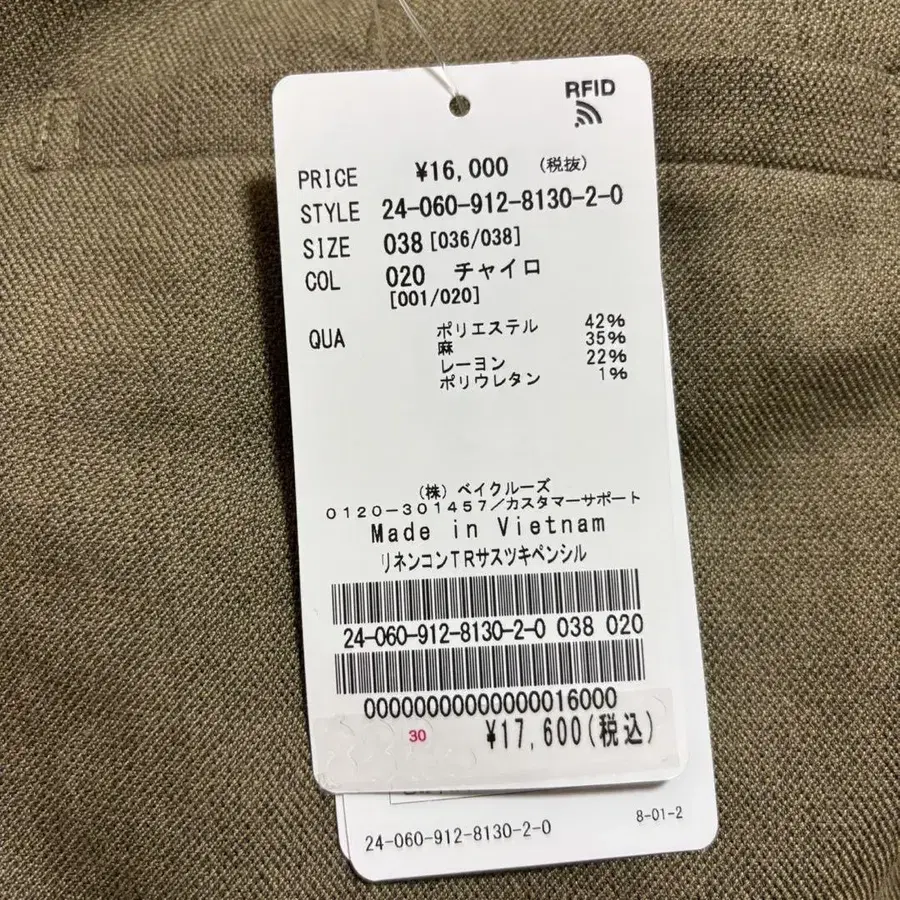 RFID
PRICE ¥16,000 (税抜)
STYLE 24-060-912-8130-2-0
SIZE 038 [036/038]
COL 020 チャイロ
[001/020]
QUA ポリエステル 42%
麻 35%
レーヨン 22%
ポリウレタン 1%
(株) ベイクルーズ
0120-301457/カスタマーサポート
Made in Vietnam
リネンコンTRサスツキペンシル
24-060-912-8130-2-0 038 020
00000000000000016000
30 ¥17,600(税込)
24-060-912-8130-2-0 8-01-2